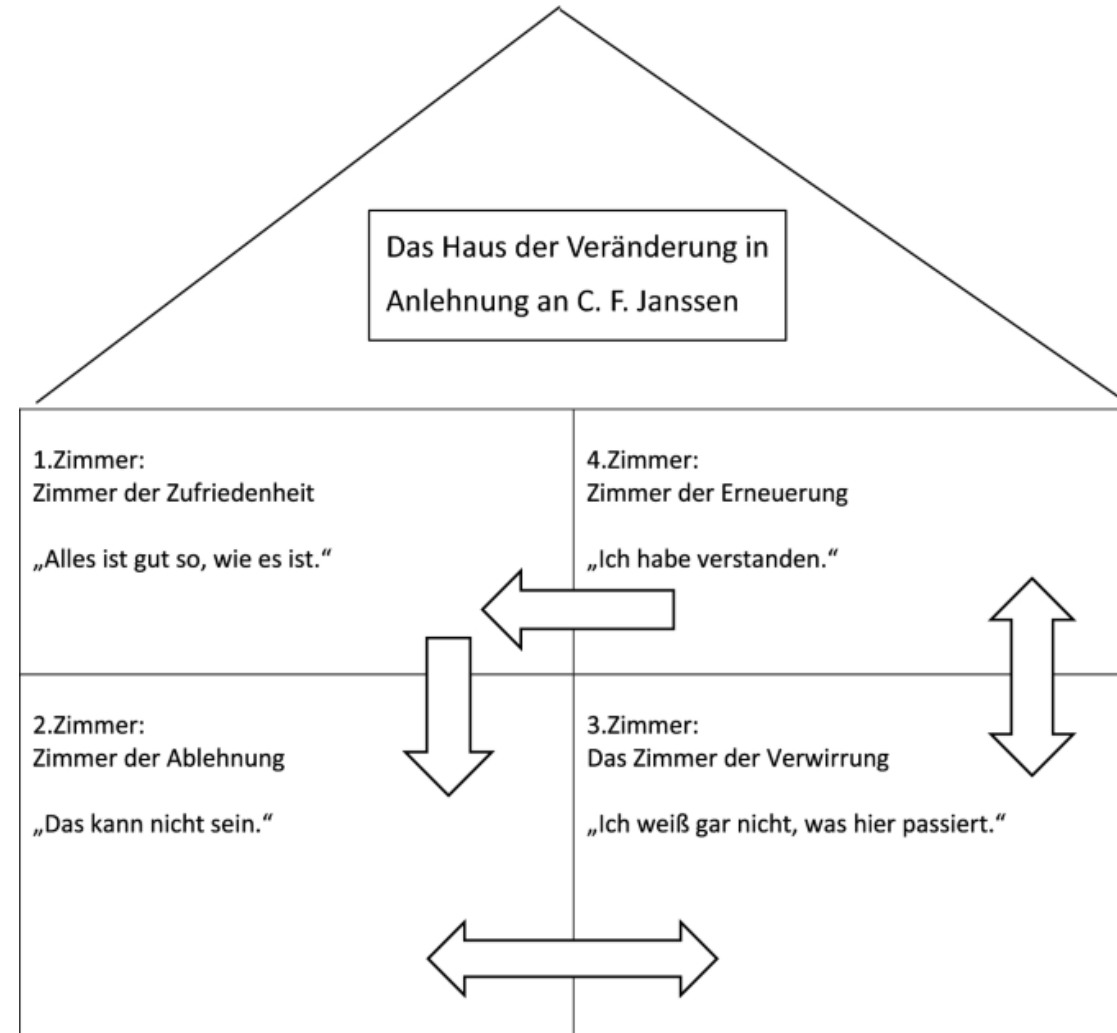 Das Haus der Veränderung in
Anlehnung an C. F. Janssen
1.Zimmer:
Zimmer der Zufriedenheit
„Alles ist gut so, wie es ist.“
4.Zimmer:
Zimmer der Erneuerung
„Ich habe verstanden.“
2.Zimmer:
Zimmer der Ablehnung
„Das kann nicht sein.“
3.Zimmer:
Das Zimmer der Verwirrung
„Ich weiß gar nicht, was hier passiert.“